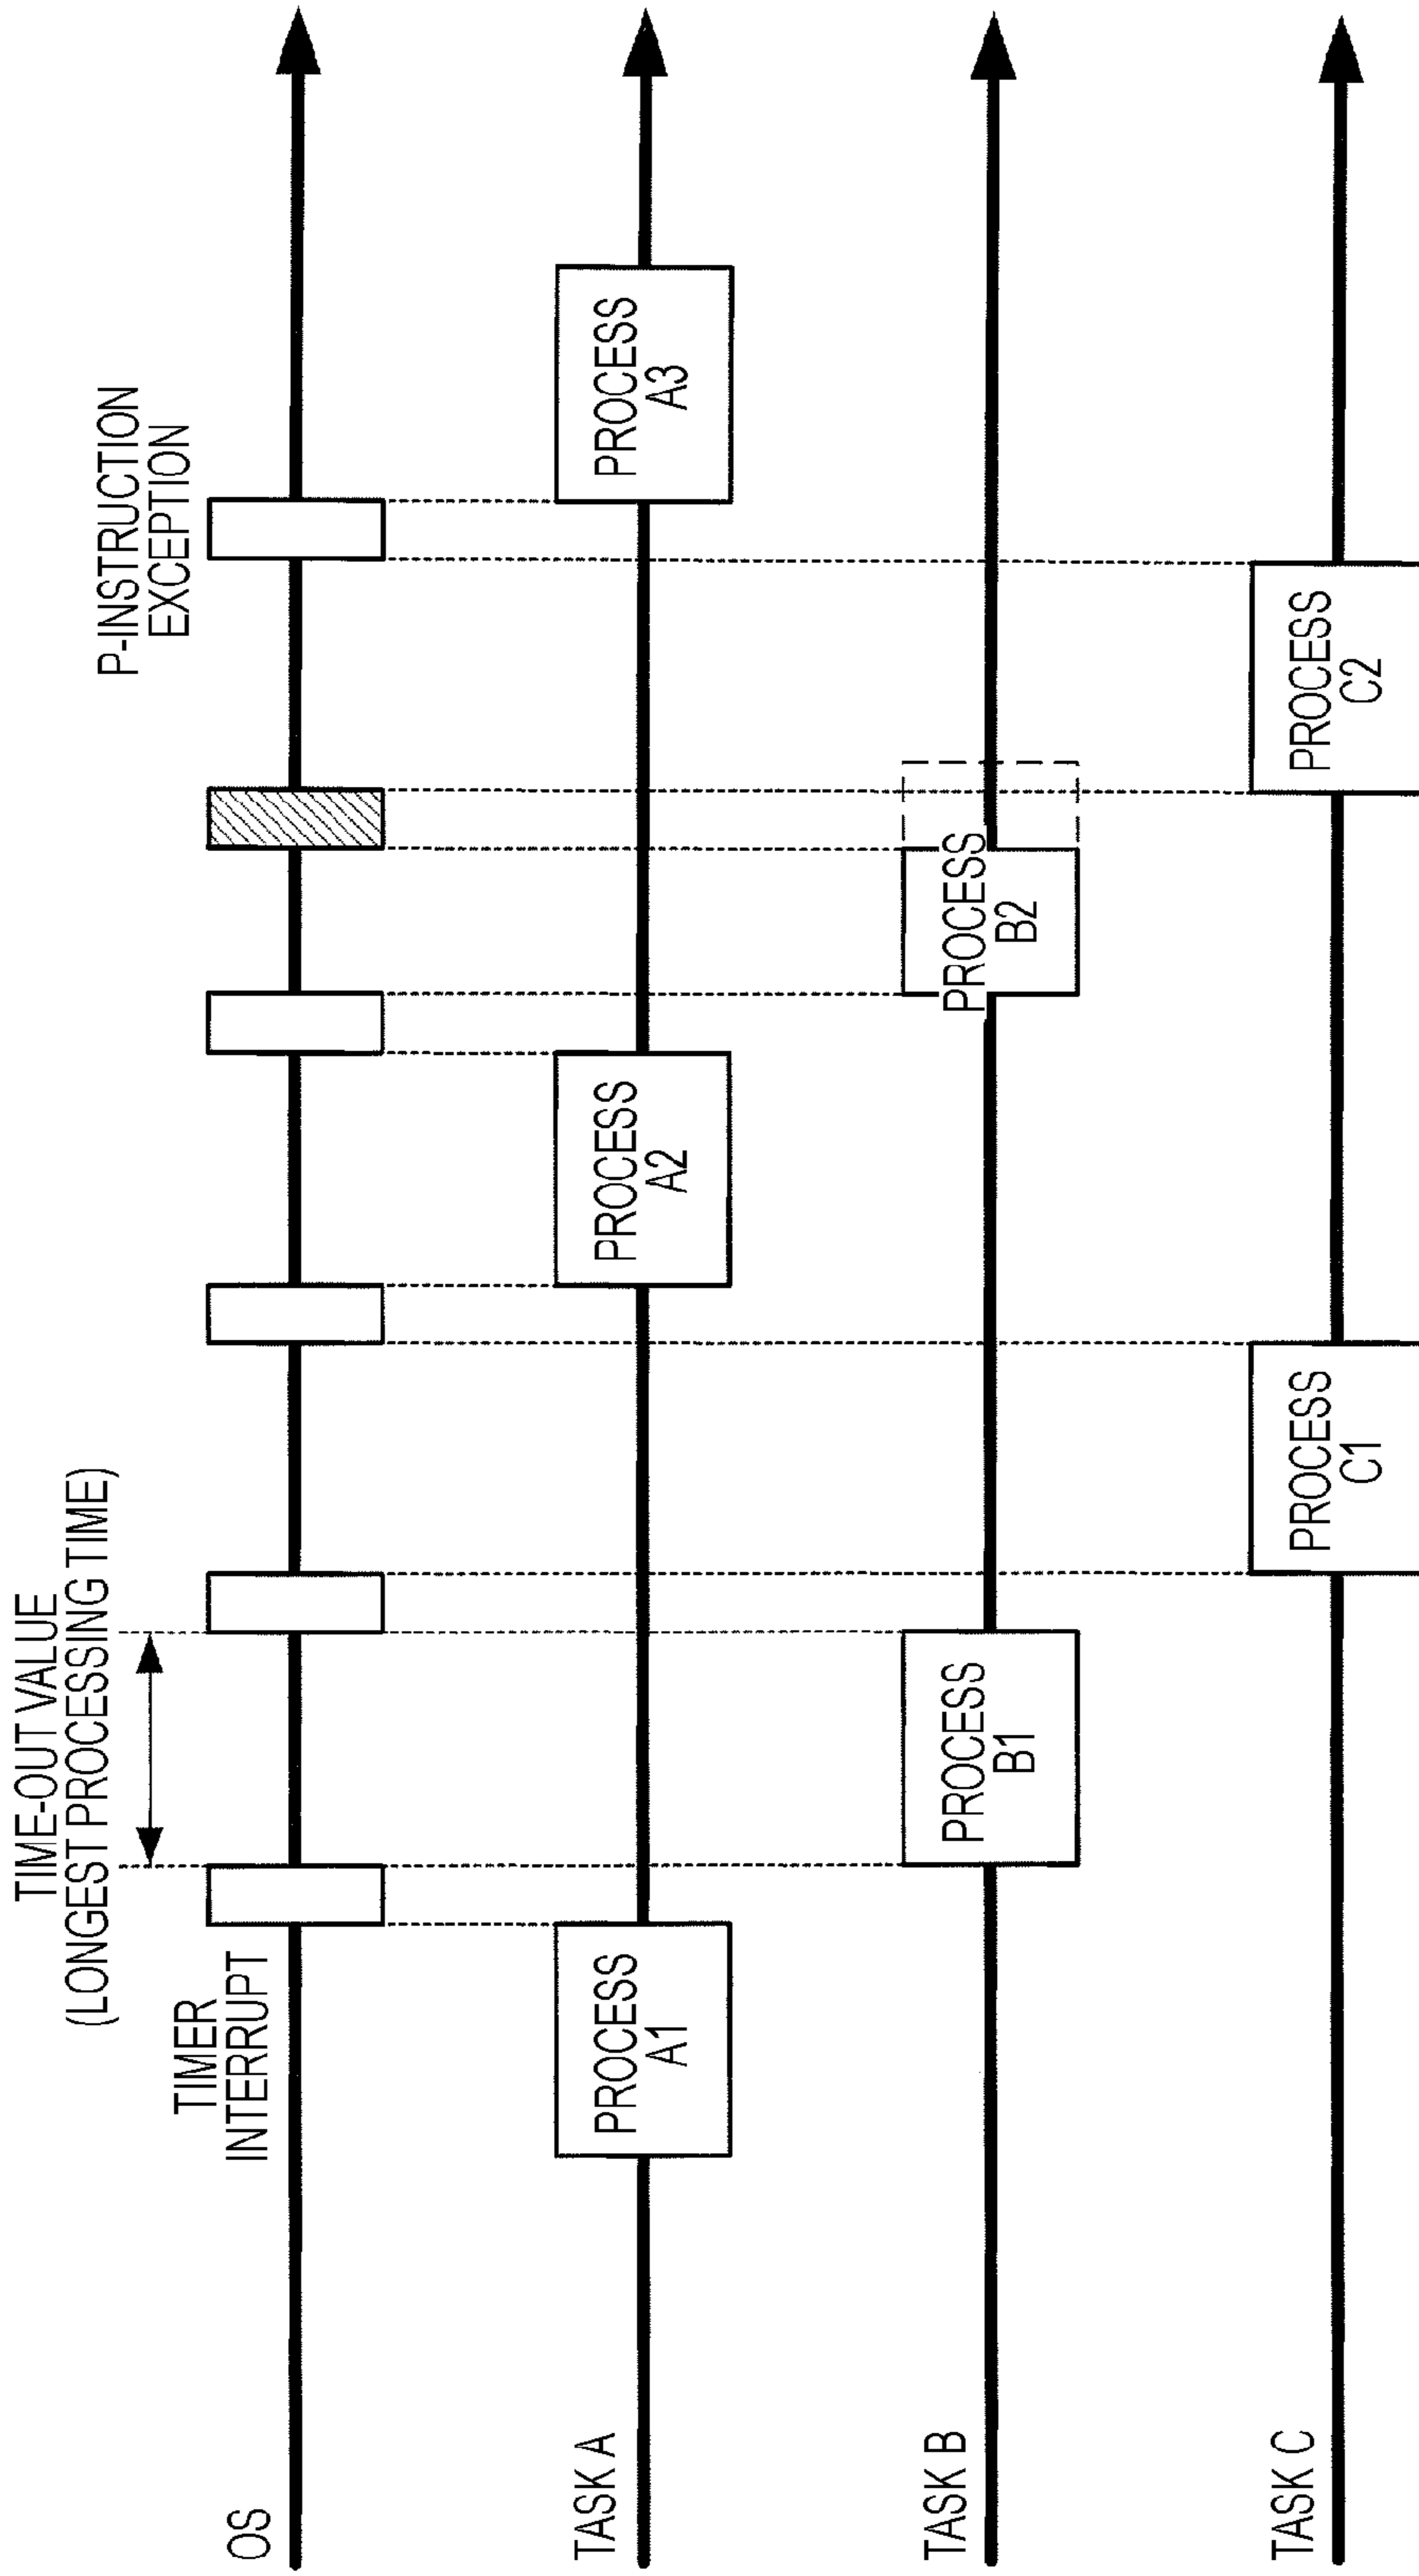 TIME-OUT VALUE
(LONGEST PROCESSING TIME)
TIMER
INTERRUPT
P-INSTRUCTION
EXCEPTION
OS
TASK A
PROCESS
A1
PROCESS
A2
PROCESS
A3
TASK B
PROCESS
B1
PROCESS
B2
TASK C
PROCESS
C1
PROCESS
C2